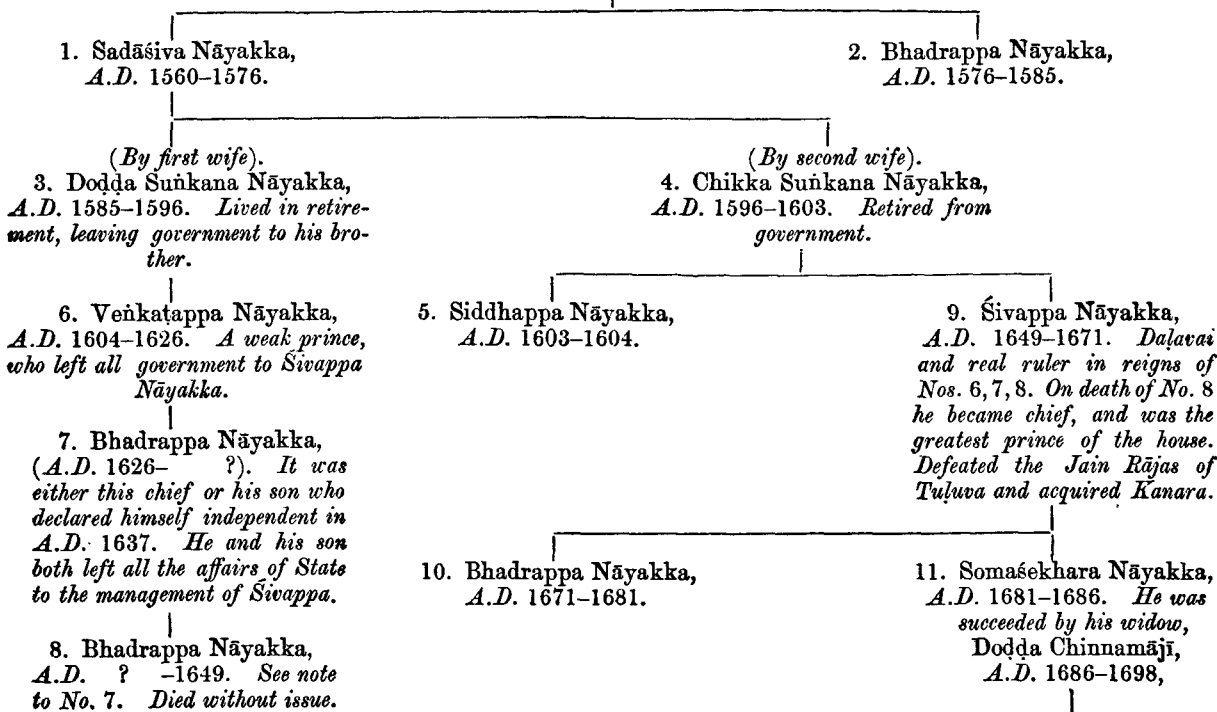 1. Sadāśiva Nāyakka,
A.D. 1560–1576.
2. Bhadrappa Nāyakka,
A.D. 1576–1585.
(By first wife).
3. Doḍḍa Suṅkana Nāyakka,
A.D. 1585–1596. Lived in retire-
ment, leaving government to his bro-
ther.
(By second wife).
4. Chikka Suṅkana Nāyakka,
A.D. 1596–1603. Retired from
government.
6. Veṅkaṭappa Nāyakka,
A.D. 1604–1626. A weak prince,
who left all government to Śivappa
Nāyakka.
5. Siddhappa Nāyakka,
A.D. 1603–1604.
9. Śivappa Nāyakka,
A.D. 1649–1671. Daḷavai
and real ruler in reigns of
Nos. 6, 7, 8. On death of No. 8
he became chief, and was the
greatest prince of the house.
Defeated the Jain Rājas of
Tuḷuva and acquired Kanara.
7. Bhadrappa Nāyakka,
(A.D. 1626– ?). It was
either this chief or his son who
declared himself independent in
A.D. 1637. He and his son
both left all the affairs of State
to the management of Śivappa.
8. Bhadrappa Nāyakka,
A.D. ? –1649. See note
to No. 7. Died without issue.
10. Bhadrappa Nāyakka,
A.D. 1671–1681.
11. Somaśekhara Nāyakka,
A.D. 1681–1686. He was
succeeded by his widow,
Doḍḍa Chinnamājī,
A.D. 1686–1698,